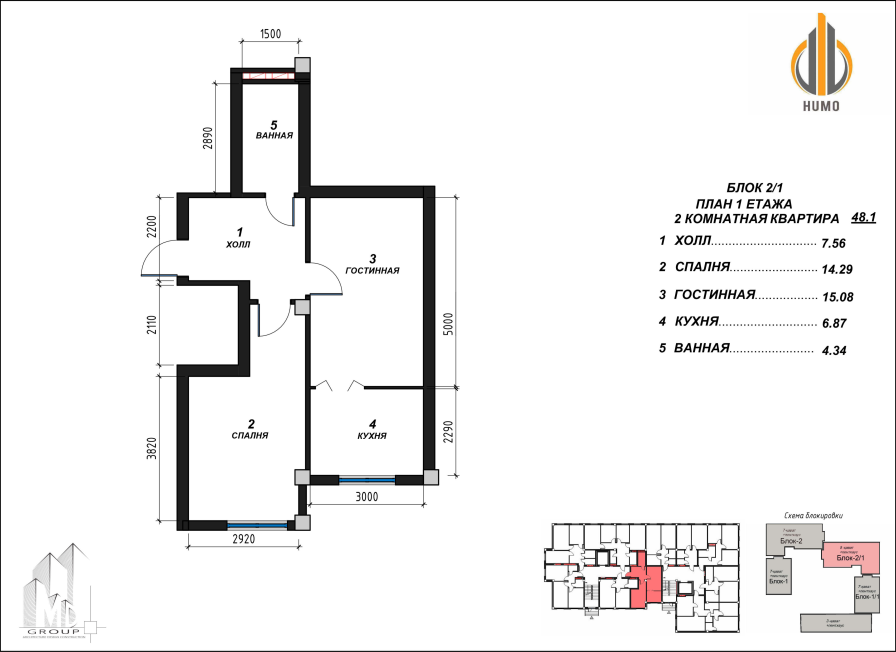 1500
HUMO
2890
5
ВАННАЯ
БЛОК 2/1
ПЛАН 1 ЕТАЖА
2 КОМНАТНАЯ КВАРТИРА 48.1
2200
1
ХОЛЛ
3
ГОСТИННАЯ
1 ХОЛЛ............................ 7.56
2 СПАЛНЯ....................... 14.29
3 ГОСТИННАЯ................ 15.08
4 КУХНЯ.......................... 6.87
5 ВАННАЯ....................... 4.34
2110
5000
2
СПАЛНЯ
4
КУХНЯ
3820
2290
3000
2920
Схема блокировки
Блок-2
Блок-2/1
Блок-1
Блок-1/1
MD
GROUP